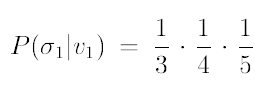 P(σ₁|v₁) = 1/3 · 1/4 · 1/5